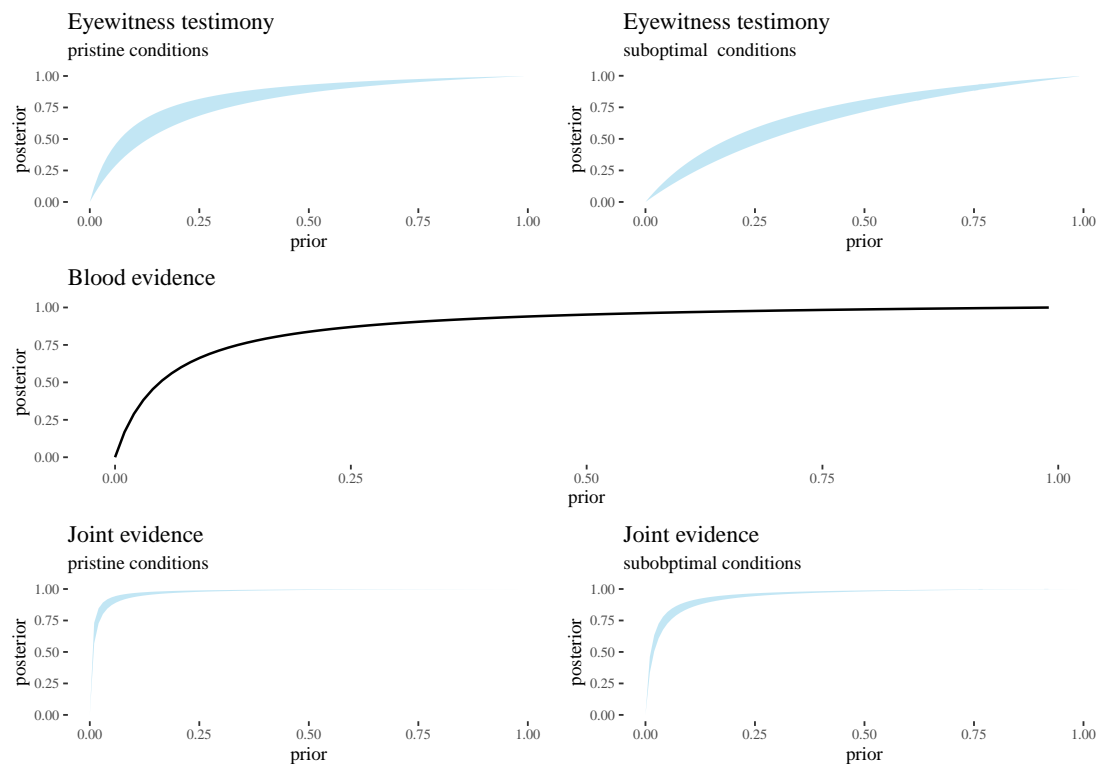 Eyewitness testimony
pristine conditions
1.00
0.75
0.50
0.25
0.00
posterior
0.00 0.25 0.50 0.75 1.00
prior
Eyewitness testimony
suboptimal  conditions
1.00
0.75
0.50
0.25
0.00
posterior
0.00 0.25 0.50 0.75 1.00
prior
Blood evidence
1.00
0.75
0.50
0.25
0.00
posterior
0.00 0.25 0.50 0.75 1.00
prior
Joint evidence
pristine conditions
1.00
0.75
0.50
0.25
0.00
posterior
0.00 0.25 0.50 0.75 1.00
prior
Joint evidence
subobptimal conditions
1.00
0.75
0.50
0.25
0.00
posterior
0.00 0.25 0.50 0.75 1.00
prior